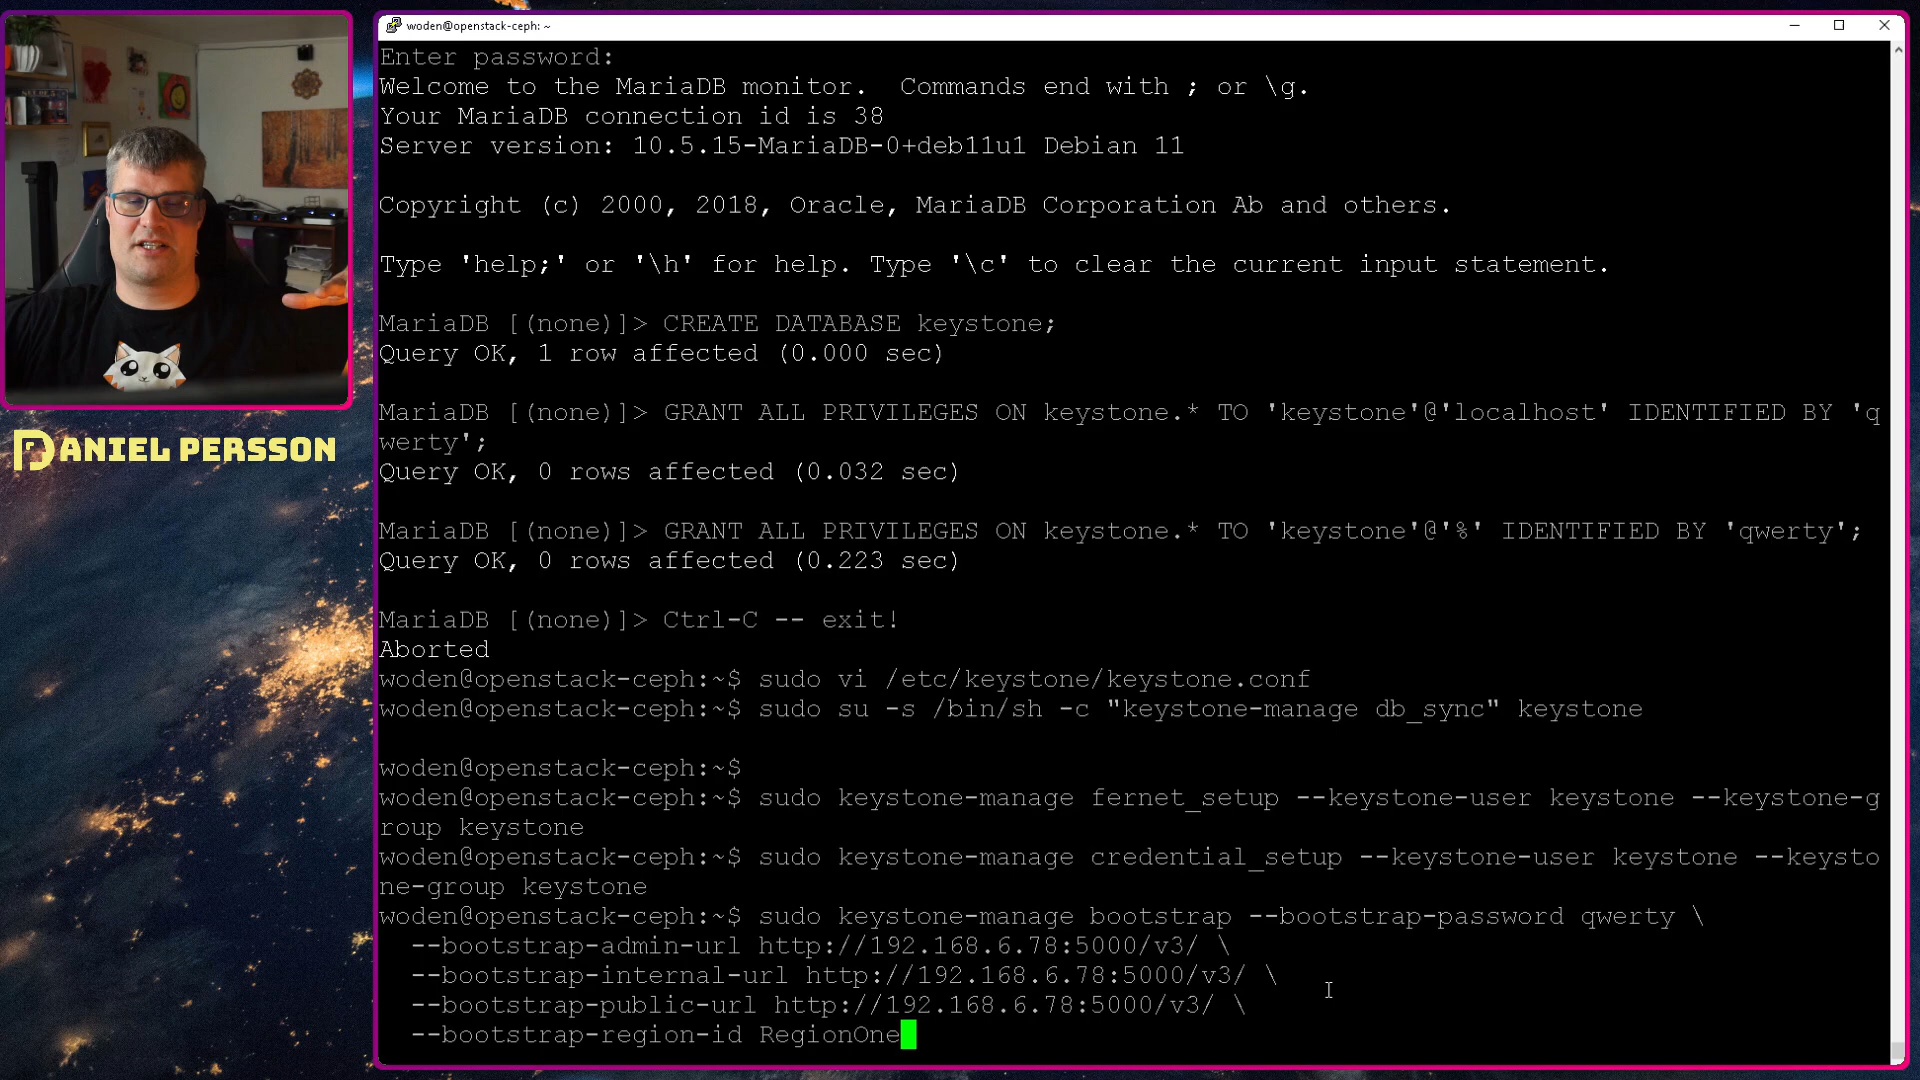 woden@openstack-ceph: ~
Enter password:
Welcome to the MariaDB monitor.  Commands end with ; or \g.
Your MariaDB connection id is 38
Server version: 10.5.15-MariaDB-0+deb11u1 Debian 11
Copyright (c) 2000, 2018, Oracle, MariaDB Corporation Ab and others.
Type 'help;' or '\h' for help. Type '\c' to clear the current input statement.
MariaDB [(none)]> CREATE DATABASE keystone;
Query OK, 1 row affected (0.000 sec)
MariaDB [(none)]> GRANT ALL PRIVILEGES ON keystone.* TO 'keystone'@'localhost' IDENTIFIED BY 'q
werty';
Query OK, 0 rows affected (0.032 sec)
MariaDB [(none)]> GRANT ALL PRIVILEGES ON keystone.* TO 'keystone'@'%' IDENTIFIED BY 'qwerty';
Query OK, 0 rows affected (0.223 sec)
MariaDB [(none)]> Ctrl-C -- exit!
Aborted
woden@openstack-ceph:~$ sudo vi /etc/keystone/keystone.conf
woden@openstack-ceph:~$ sudo su -s /bin/sh -c "keystone-manage db_sync" keystone
woden@openstack-ceph:~$
woden@openstack-ceph:~$ sudo keystone-manage fernet_setup --keystone-user keystone --keystone-g
roup keystone
woden@openstack-ceph:~$ sudo keystone-manage credential_setup --keystone-user keystone --keysto
ne-group keystone
woden@openstack-ceph:~$ sudo keystone-manage bootstrap --bootstrap-password qwerty \
  --bootstrap-admin-url http://192.168.6.78:5000/v3/ \
  --bootstrap-internal-url http://192.168.6.78:5000/v3/ \
  --bootstrap-public-url http://192.168.6.78:5000/v3/ \
  --bootstrap-region-id RegionOne
DANIEL PERSSON